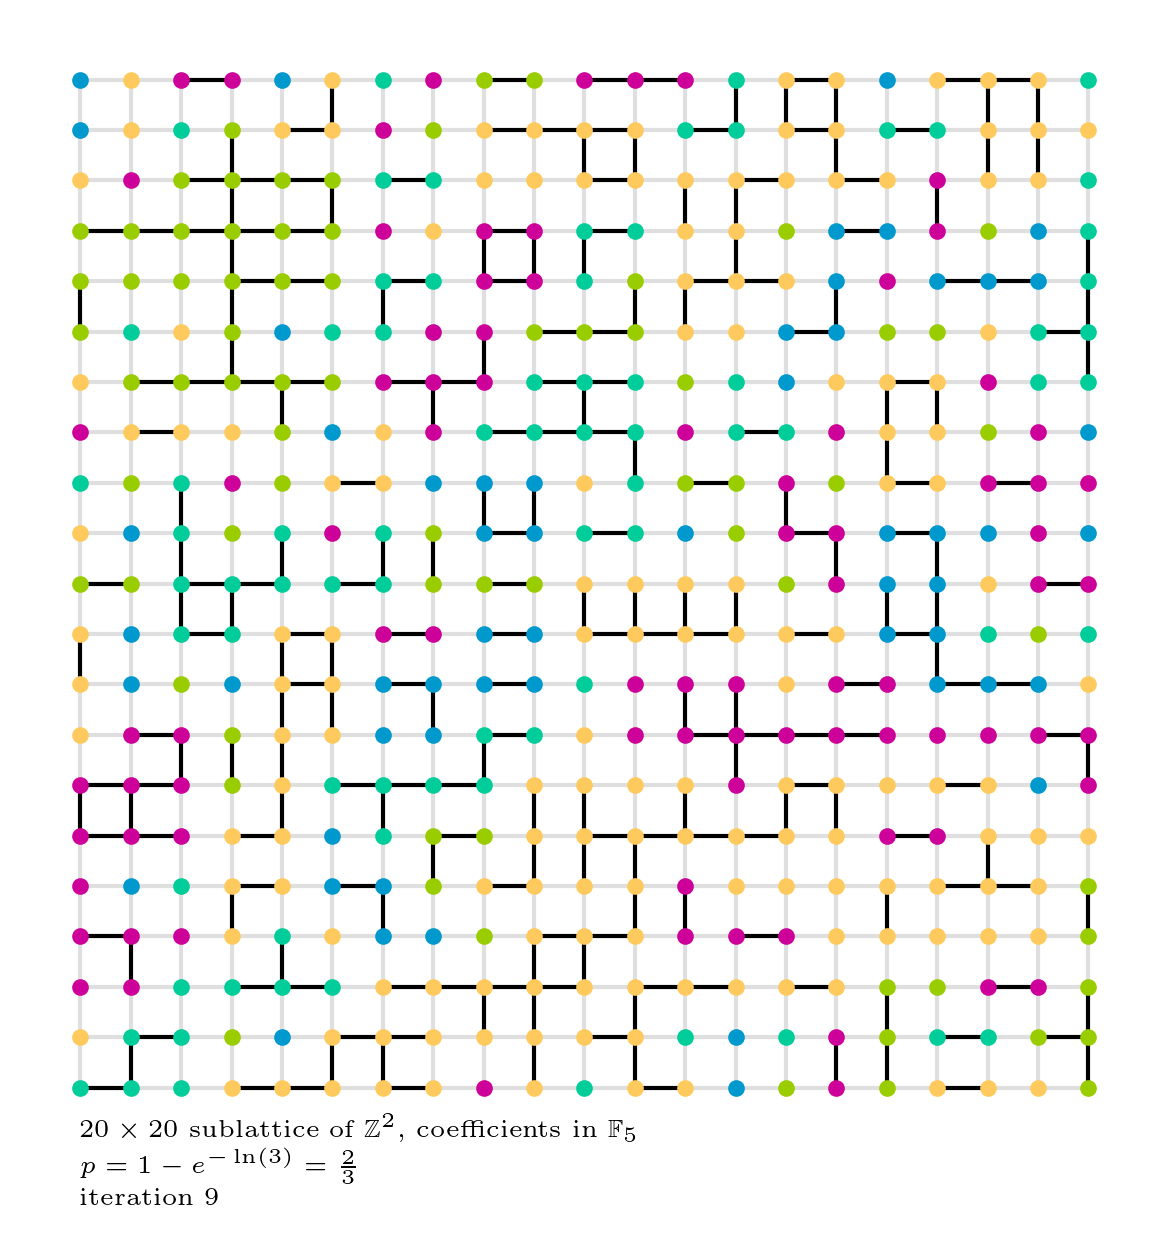 20 × 20 sublattice of ℤ², coefficients in 𝔽₅
p = 1 − e^{− ln(3)} = 2/3
iteration 9